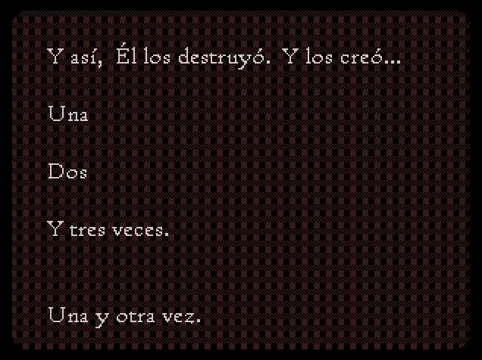 Y así, Él los destruyó. Y los creó...
Una
Dos
Y tres veces.
Una y otra vez.